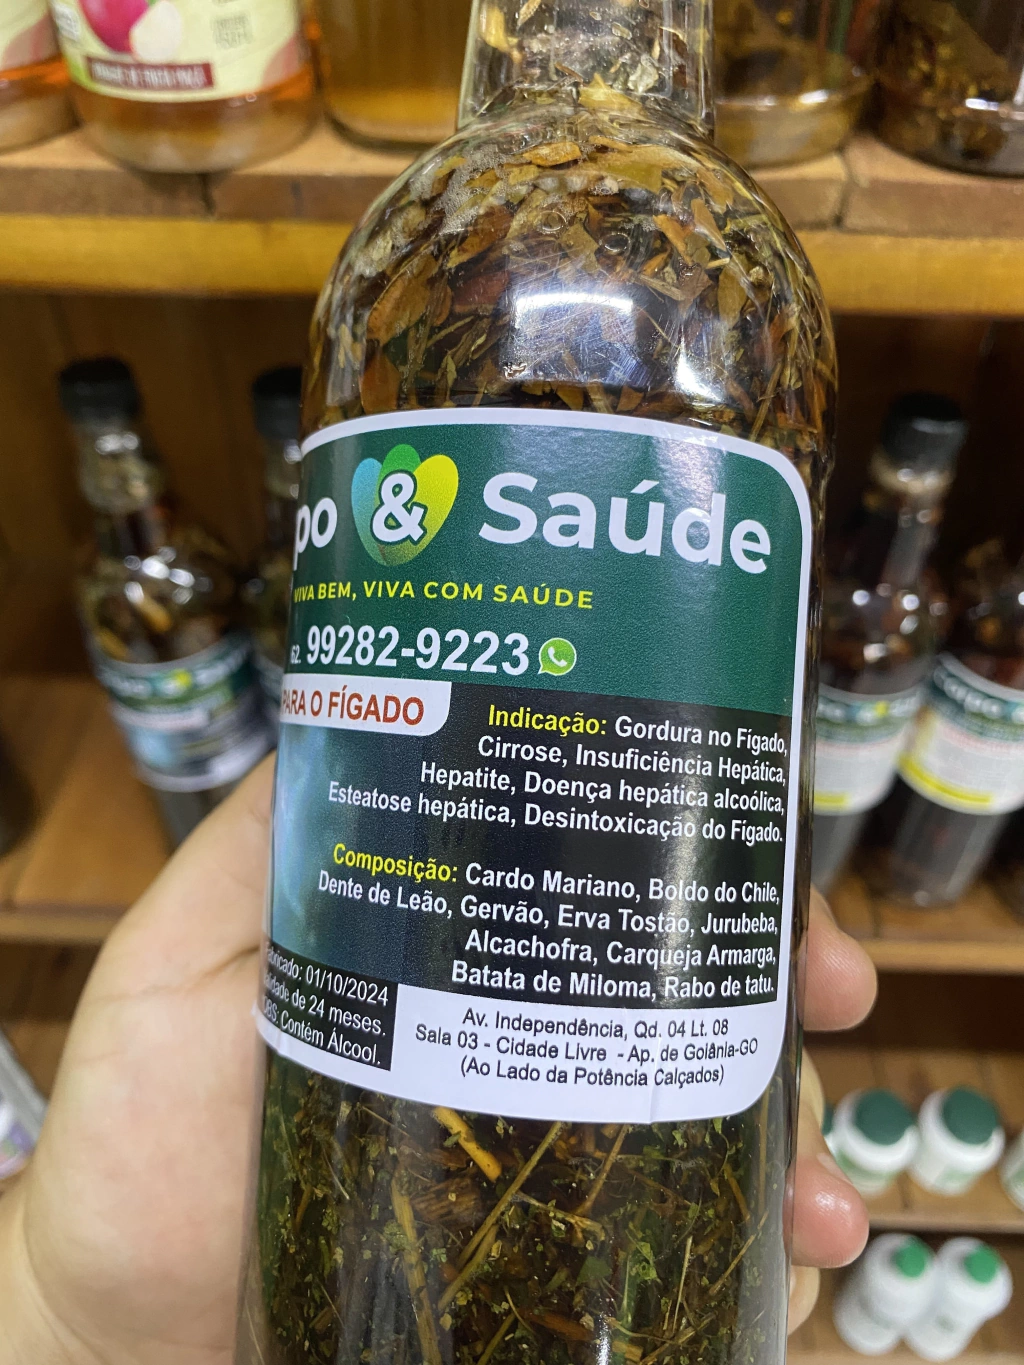 po & Saúde
VIVA BEM, VIVA COM SAÚDE
62. 99282-9223
PARA O FÍGADO
Indicação: Gordura no Fígado,
Cirrose, Insuficiência Hepática,
Hepatite, Doença hepática alcoólica,
Esteatose hepática, Desintoxicação do Fígado.
Composição: Cardo Mariano, Boldo do Chile,
Dente de Leão, Gervão, Erva Tostão, Jurubeba,
Alcachofra, Carqueja Armarga,
Batata de Miloma, Rabo de tatu.
abricado: 01/10/2024
alidade de 24 meses.
OBS: Contém Álcool.
Av. Independência, Qd. 04 Lt. 08
Sala 03 - Cidade Livre - Ap. de Goiânia-GO
(Ao Lado da Potência Calçados)